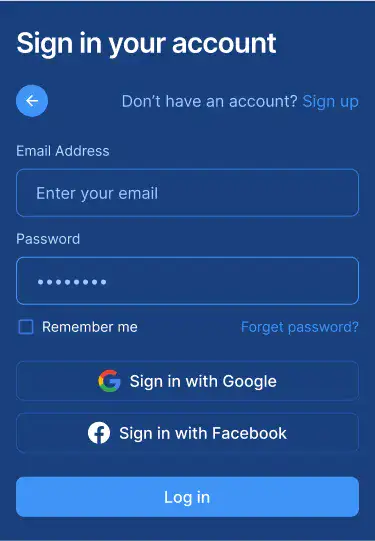 Sign in your account
Don’t have an account? Sign up
Email Address
Enter your email
Password
Remember me
Forget password?
Sign in with Google
Sign in with Facebook
Log in